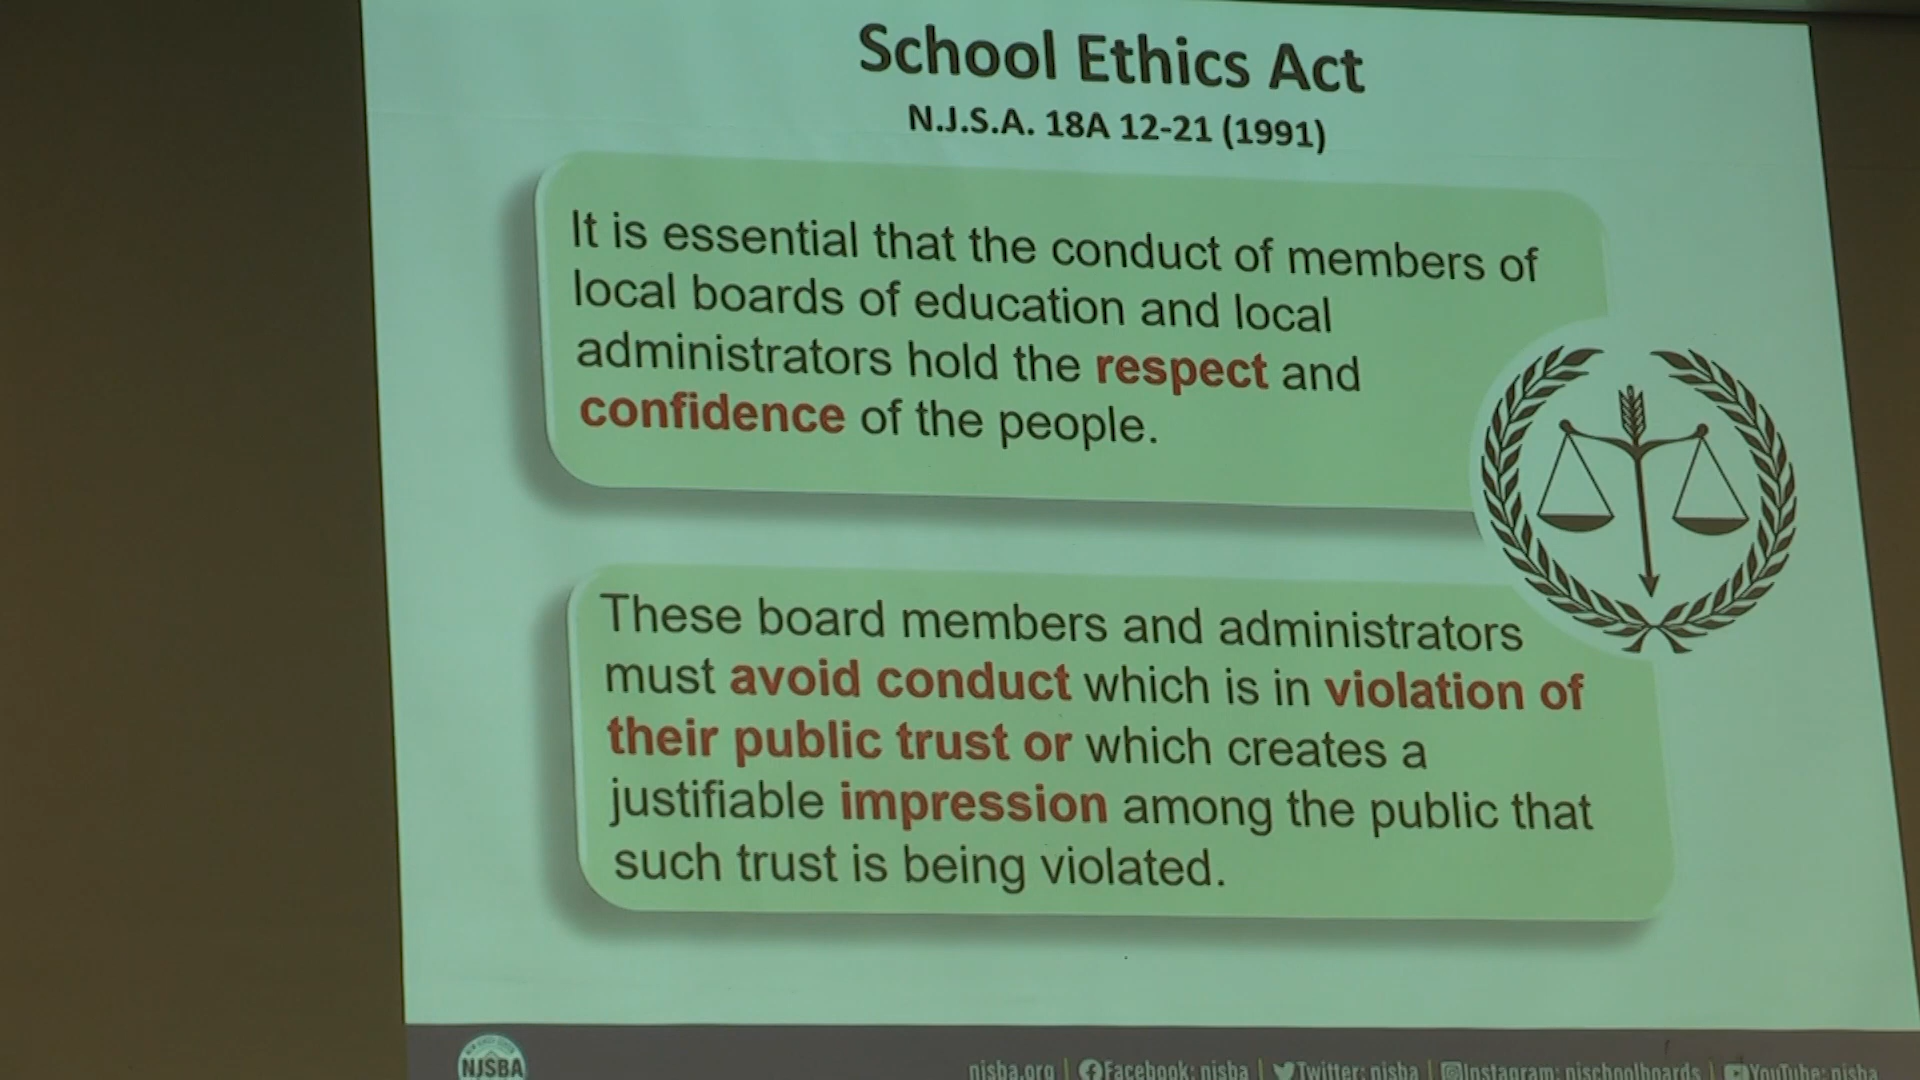 School Ethics Act
N.J.S.A. 18A 12-21 (1991)
It is essential that the conduct of members of
local boards of education and local
administrators hold the respect and
confidence of the people.
These board members and administrators
must avoid conduct which is in violation of
their public trust or which creates a
justifiable impression among the public that
such trust is being violated.
NJSBA
njsba.org | Facebook: njsba | Twitter: njsba | Instagram: njschoolboards | YouTube: njsba